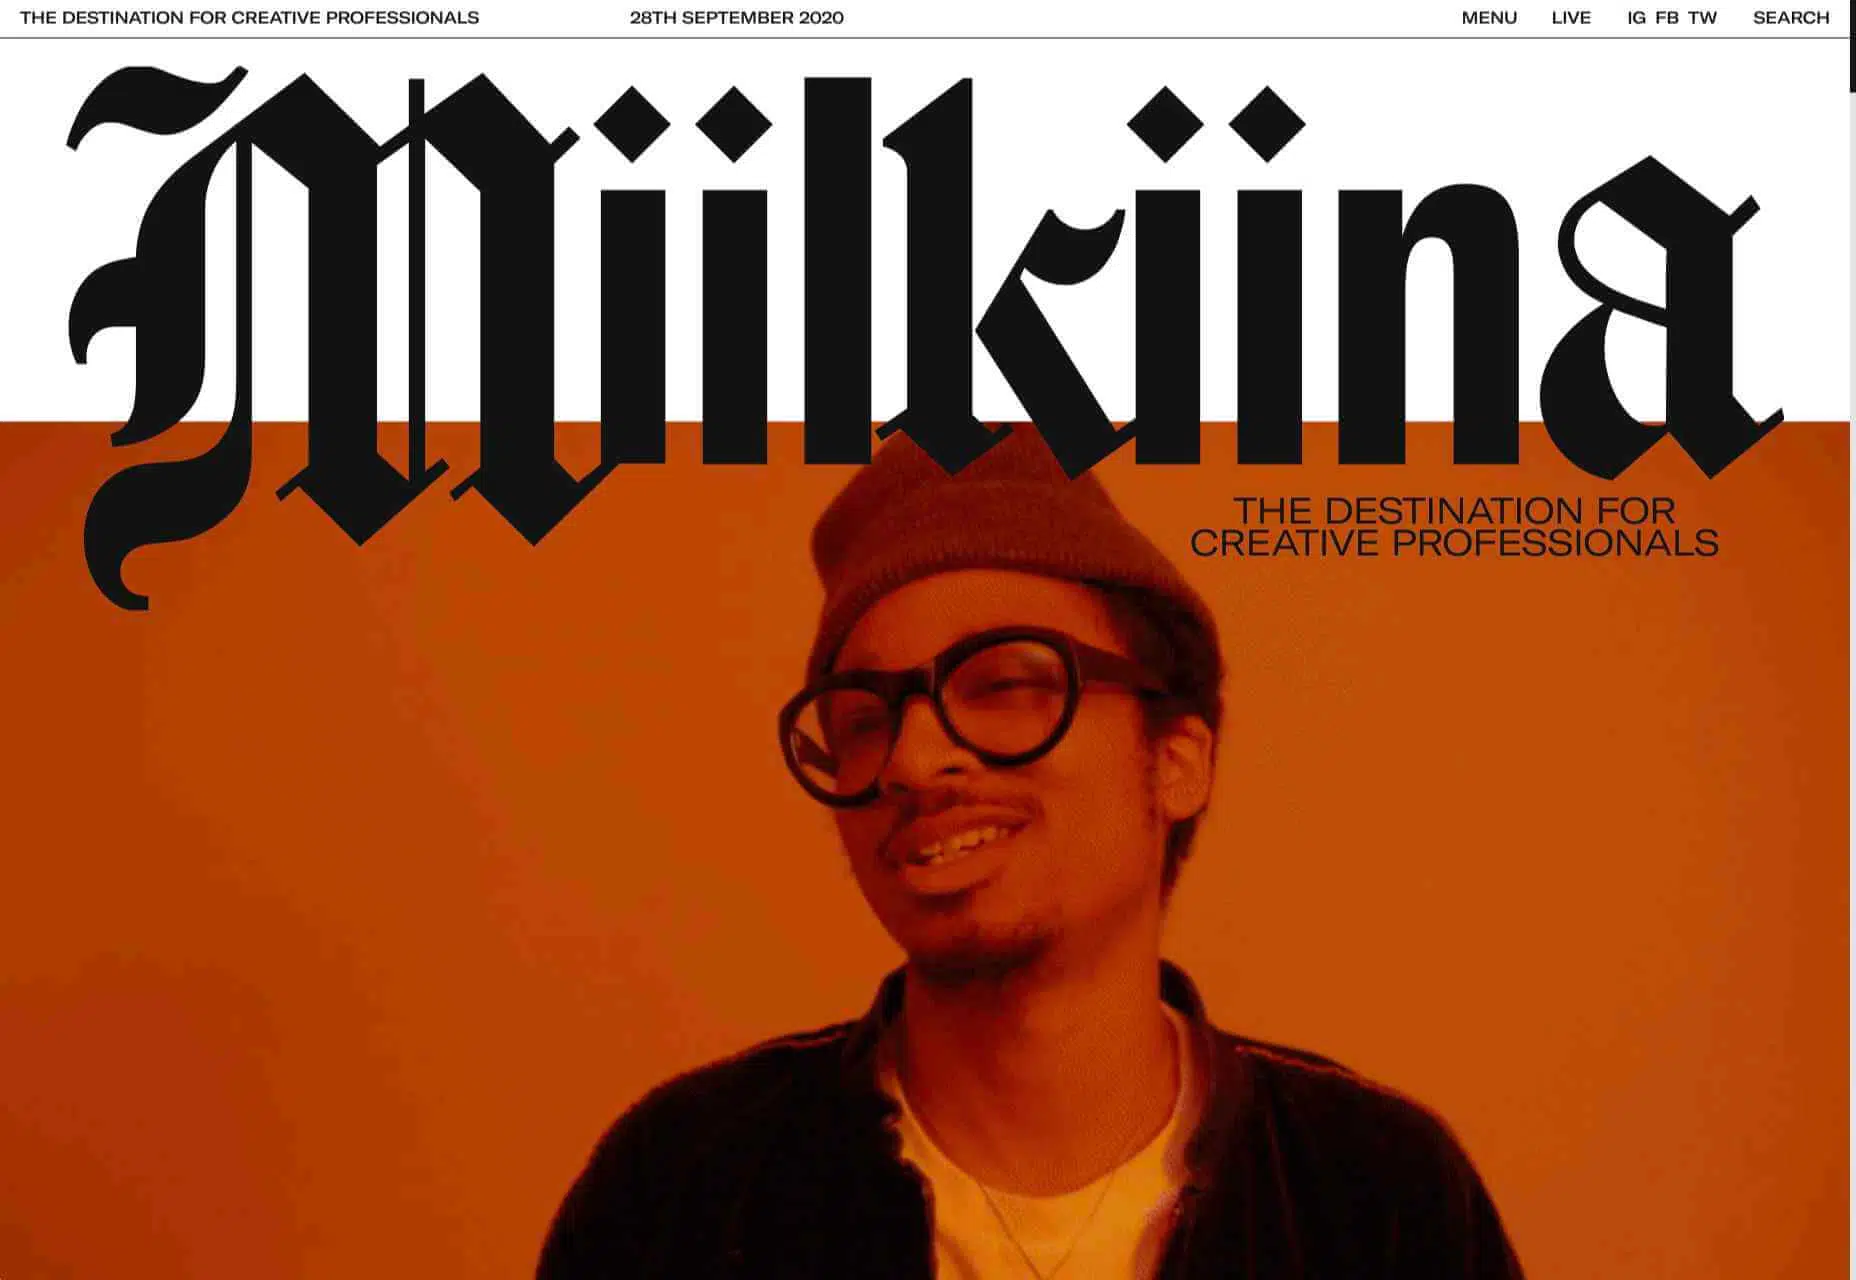 THE DESTINATION FOR CREATIVE PROFESSIONALS 28TH SEPTEMBER 2020 MENU LIVE IG FB TW SEARCH
Miilkiina
THE DESTINATION FOR
CREATIVE PROFESSIONALS